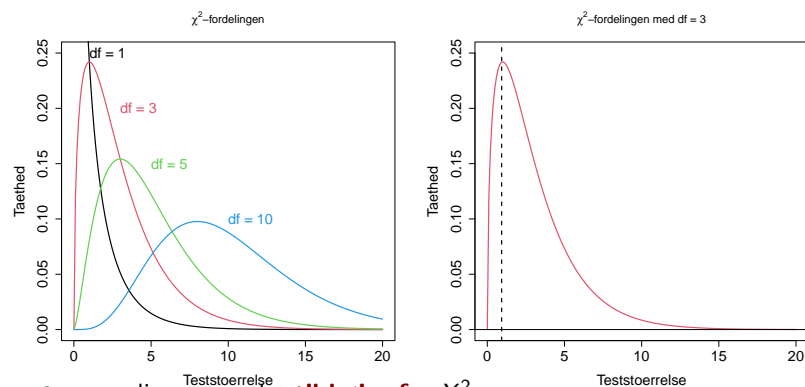 χ²−fordelingen
df = 1
df = 3
df = 5
df = 10
Taethed
0.00 0.05 0.10 0.15 0.20 0.25
0 5 10 15 20
Teststoerrelse
χ²−fordelingen med df = 3
Taethed
0.00 0.05 0.10 0.15 0.20 0.25
0 5 10 15 20
Teststoerrelse